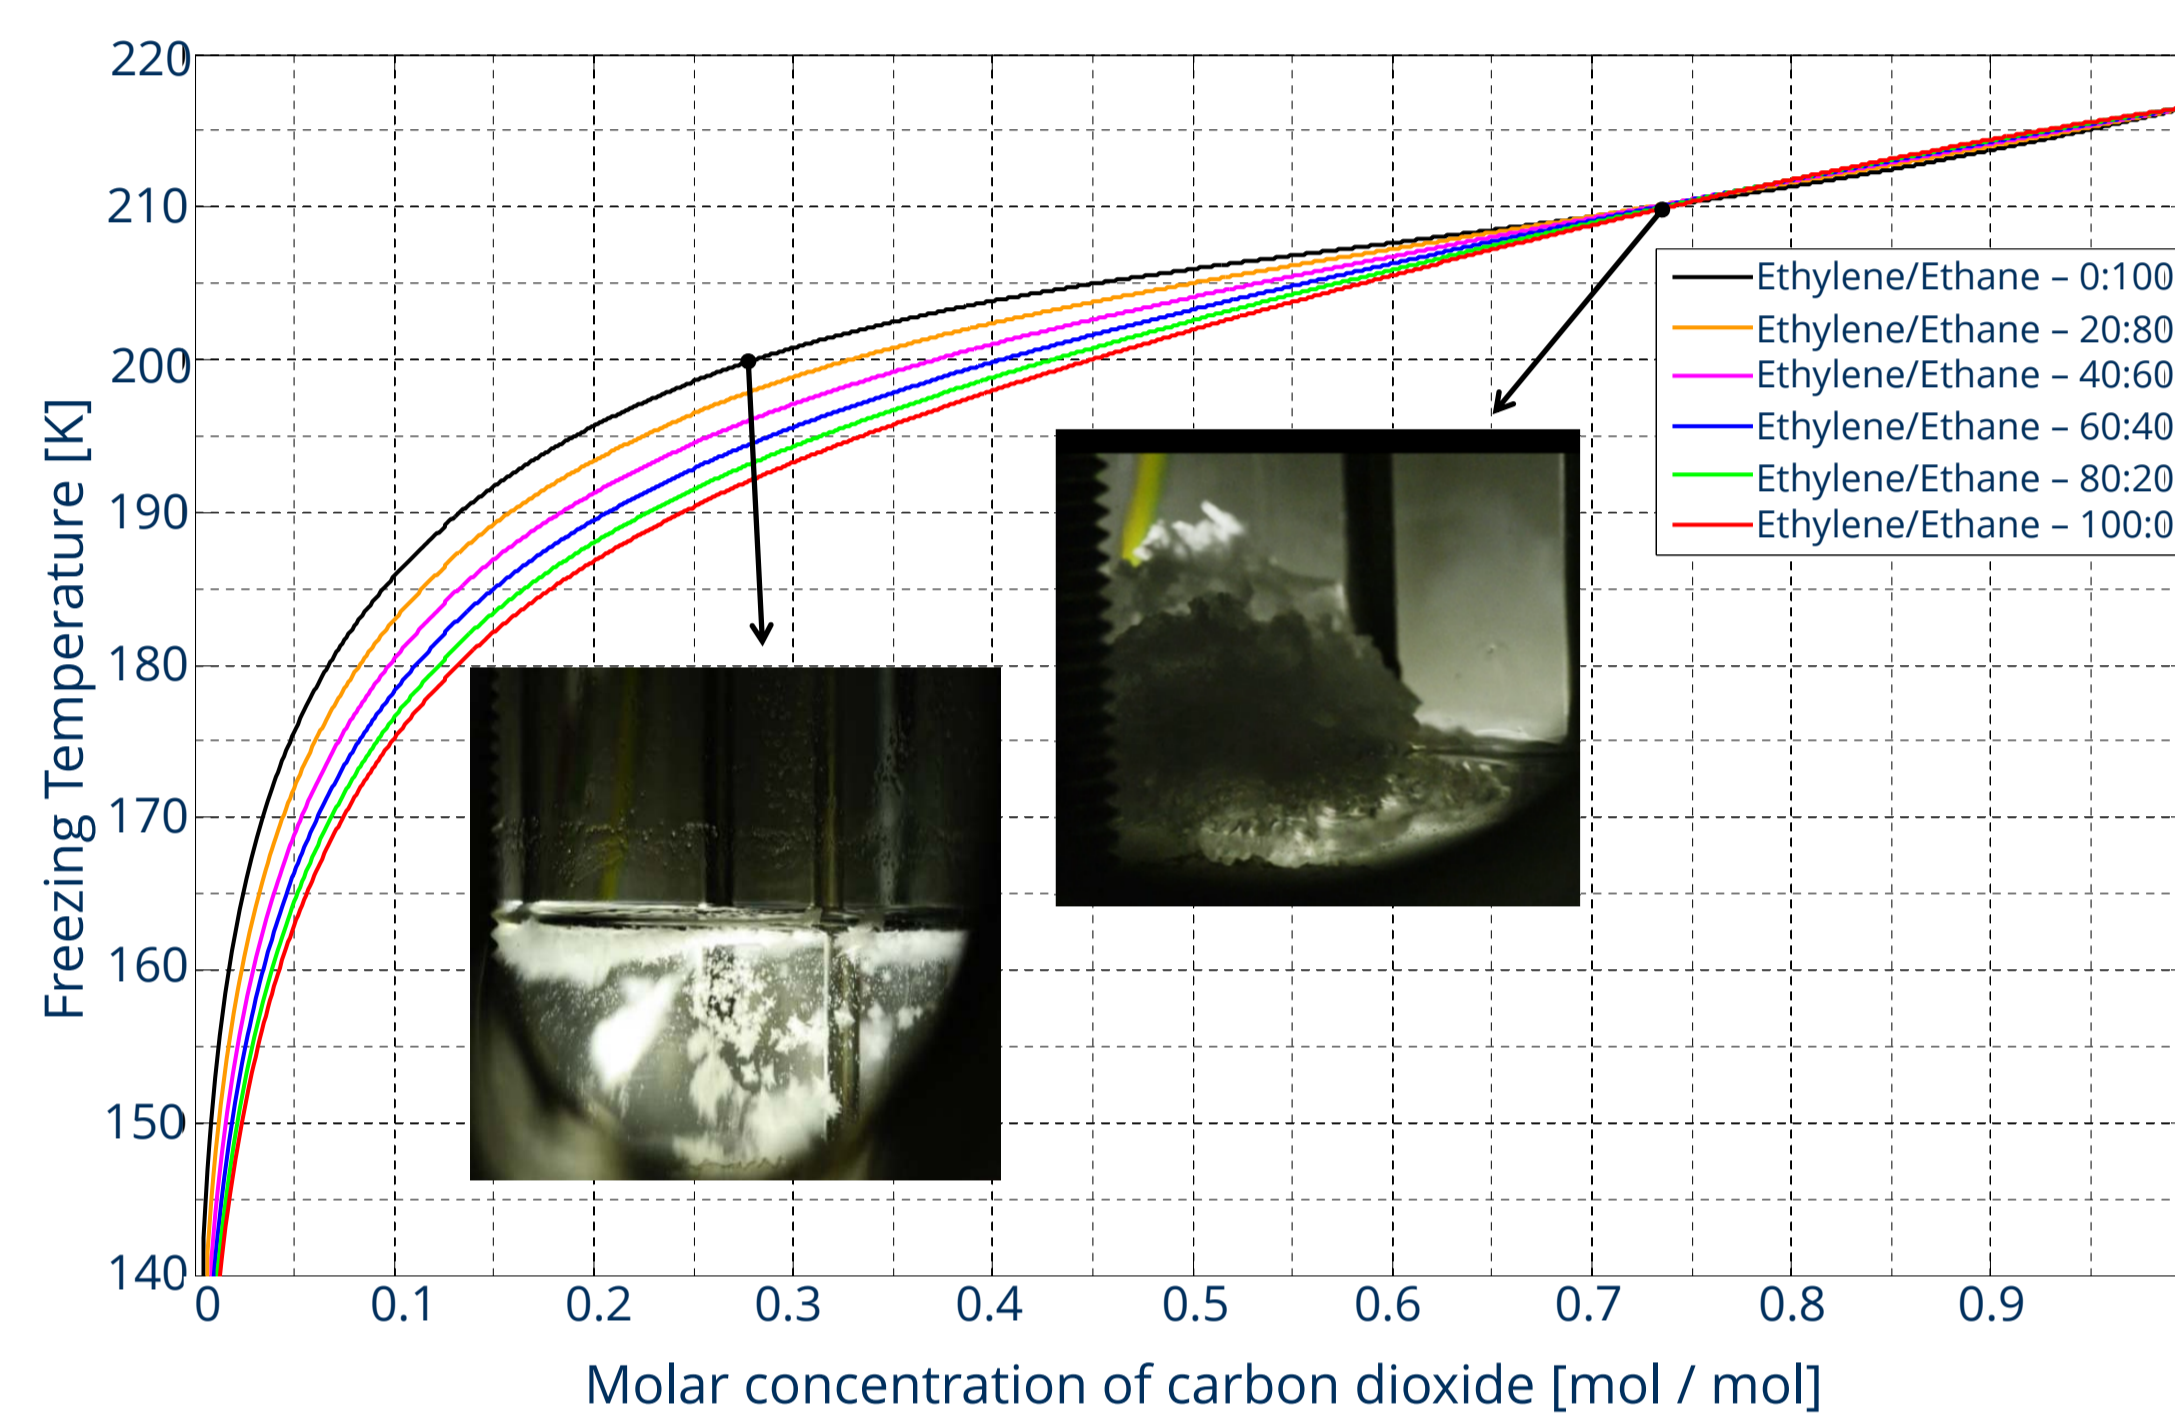 220
210
200
190
180
170
160
150
140
Freezing Temperature [K]
0 0.1 0.2 0.3 0.4 0.5 0.6 0.7 0.8 0.9
Molar concentration of carbon dioxide [mol / mol]
Ethylene/Ethane – 0:100
Ethylene/Ethane – 20:80
Ethylene/Ethane – 40:60
Ethylene/Ethane – 60:40
Ethylene/Ethane – 80:20
Ethylene/Ethane – 100:0